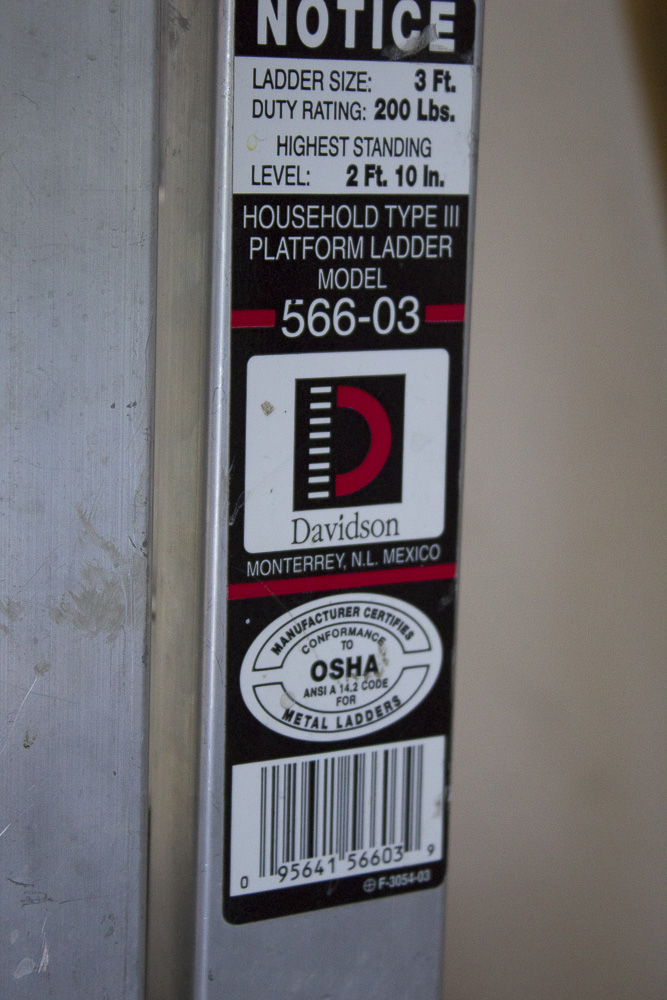 NOTICE
LADDER SIZE: 3 Ft.
DUTY RATING: 200 Lbs.
HIGHEST STANDING
LEVEL: 2 Ft. 10 In.
HOUSEHOLD TYPE III
PLATFORM LADDER
MODEL
566-03
Davidson
MONTERREY, N.L. MEXICO
MANUFACTURER CERTIFIES
CONFORMANCE
TO
OSHA
ANSI A 14.2 CODE
FOR
METAL LADDERS
0 95641 56603 9
F-3054-03